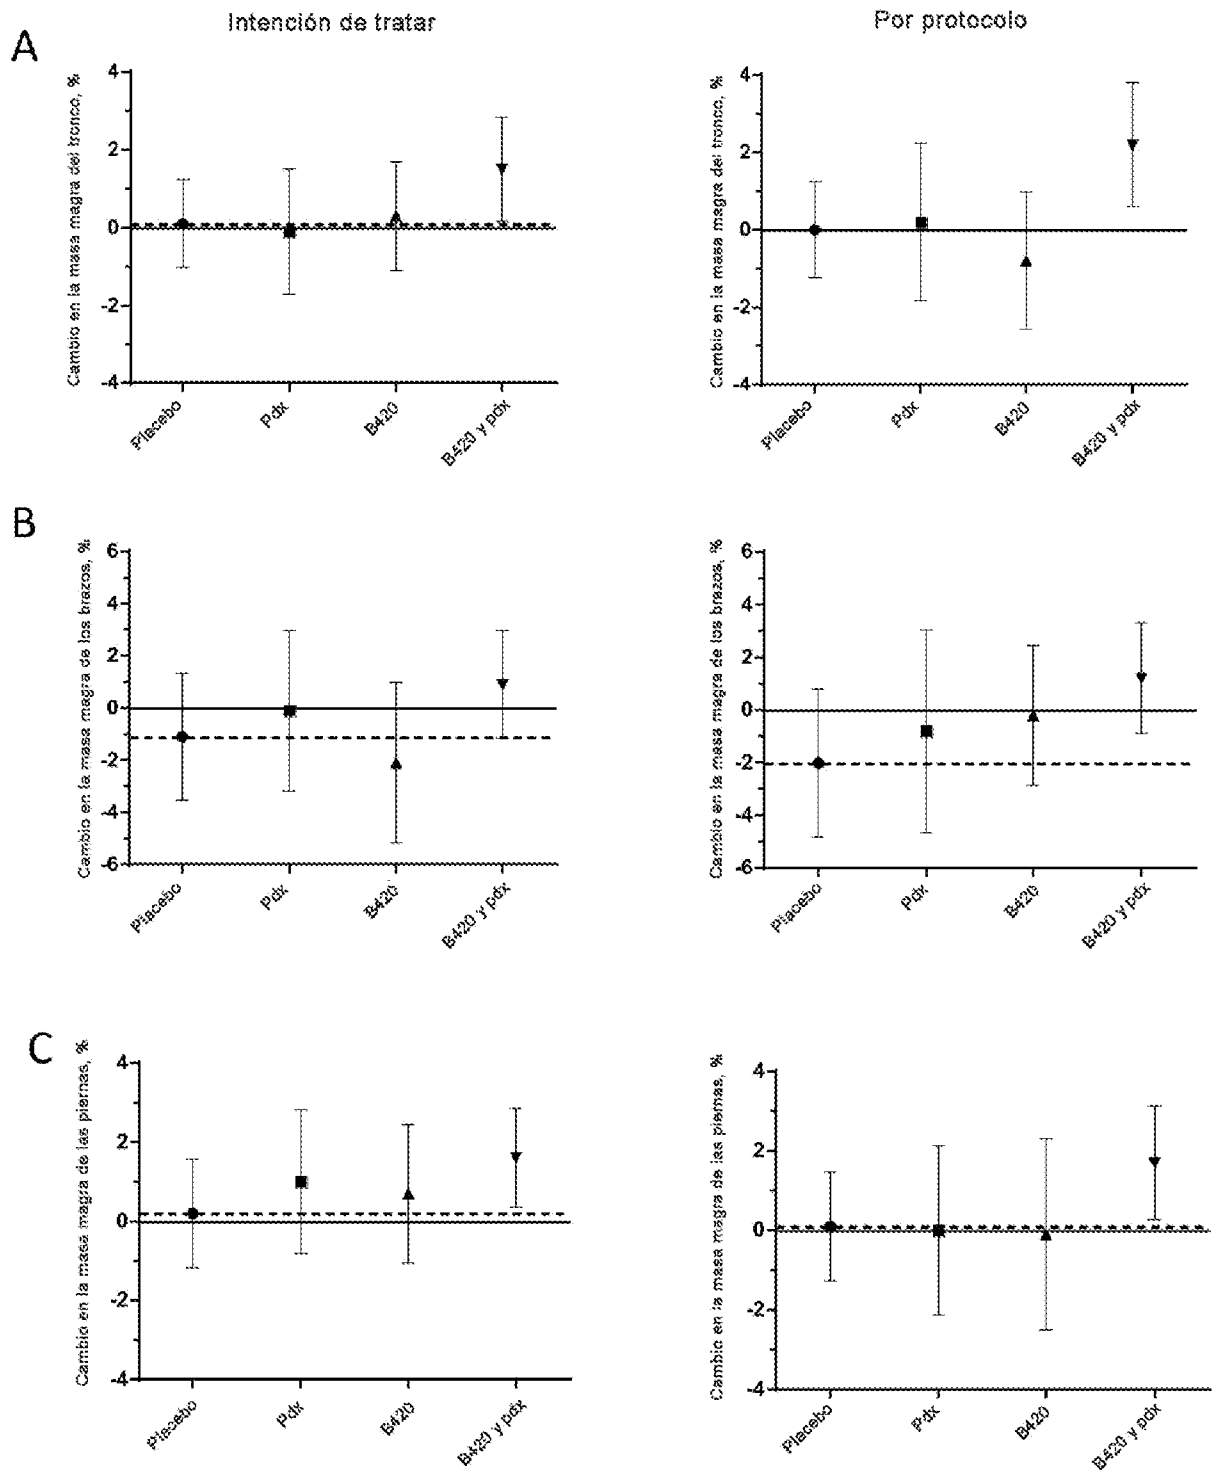 Intención de tratar
Por protocolo
A
Cambio en la masa magra del tronco, %
4
2
0
-2
-4
Placebo
Pdx
B420
B420 y pdx
Cambio en la masa magra del tronco, %
4
2
0
-2
-4
Placebo
Pdx
B420
B420 y pdx
B
Cambio en la masa magra de los brazos, %
6
4
2
0
-2
-4
-6
Placebo
Pdx
B420
B420 y pdx
Cambio en la masa magra de los brazos, %
6
4
2
0
-2
-4
-6
Placebo
Pdx
B420
B420 y pdx
C
Cambio en la masa magra de las piernas, %
4
2
0
-2
-4
Placebo
Pdx
B420
B420 y pdx
Cambio en la masa magra de las piernas, %
4
2
0
-2
-4
Placebo
Pdx
B420
B420 y pdx